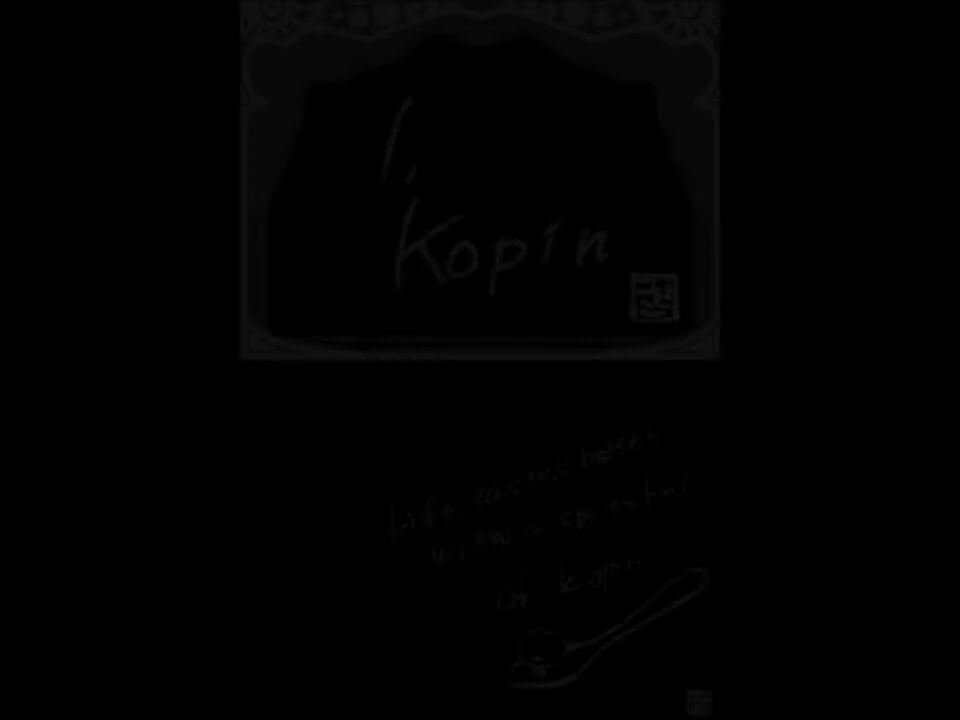 I,
Kopin
Life tastes better
with a spoonful
of kopin